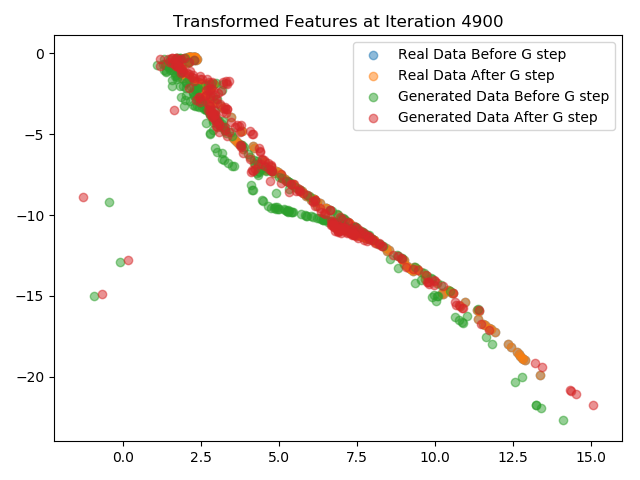 Transformed Features at Iteration 4900
Real Data Before G step
Real Data After G step
Generated Data Before G step
Generated Data After G step
0
−5
−10
−15
−20
0.0 2.5 5.0 7.5 10.0 12.5 15.0